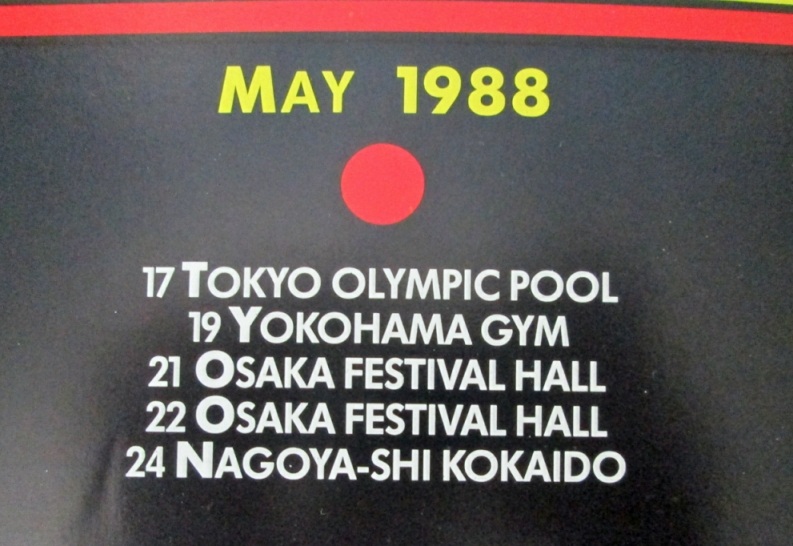 MAY 1988
17 TOKYO OLYMPIC POOL
19 YOKOHAMA GYM
21 OSAKA FESTIVAL HALL
22 OSAKA FESTIVAL HALL
24 NAGOYA-SHI KOKAIDO